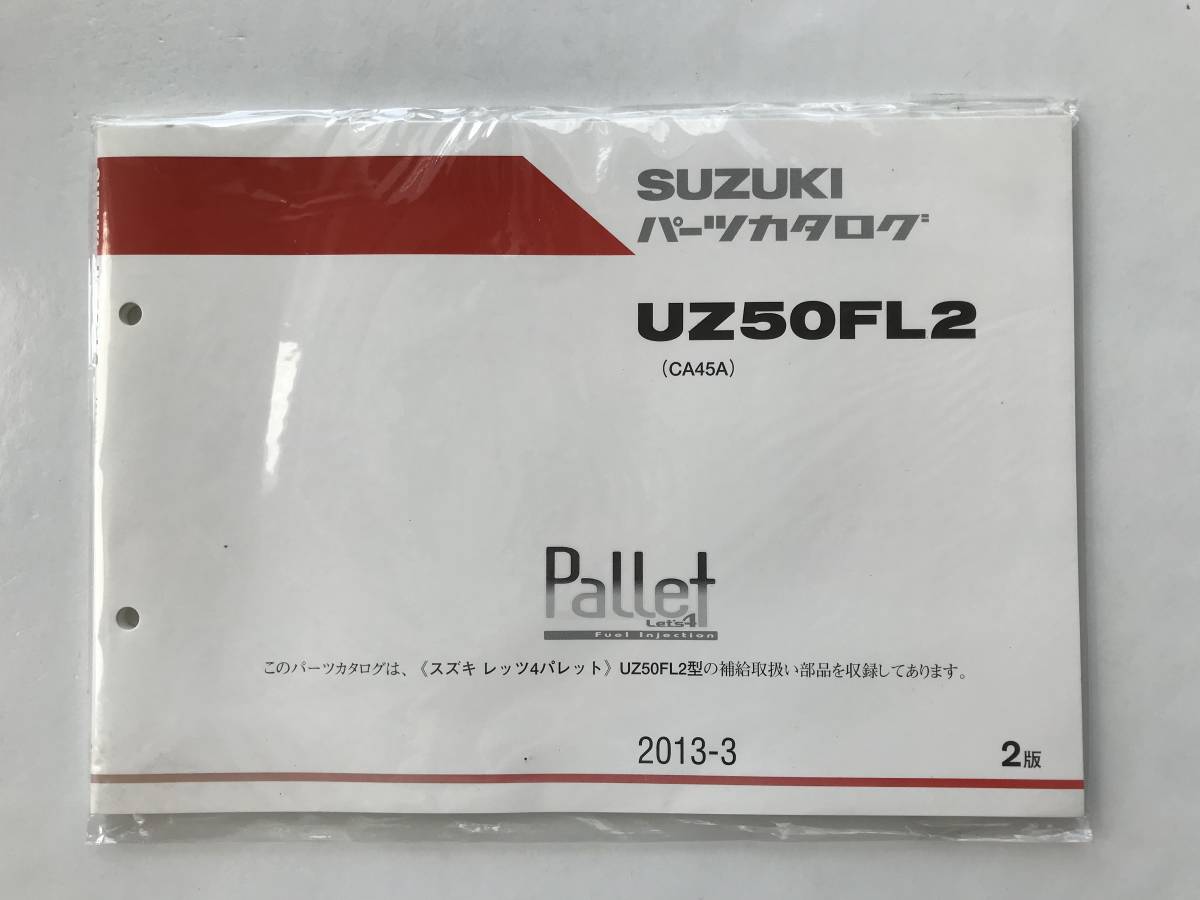 SUZUKI
パーツカタログ
UZ50FL2
(CA45A)
Pallet
Let's4
Fuel Injection
このパーツカタログは、《スズキ レッツ4パレット》UZ50FL2型の補給取扱い部品を収録してあります。
2013-3
2版